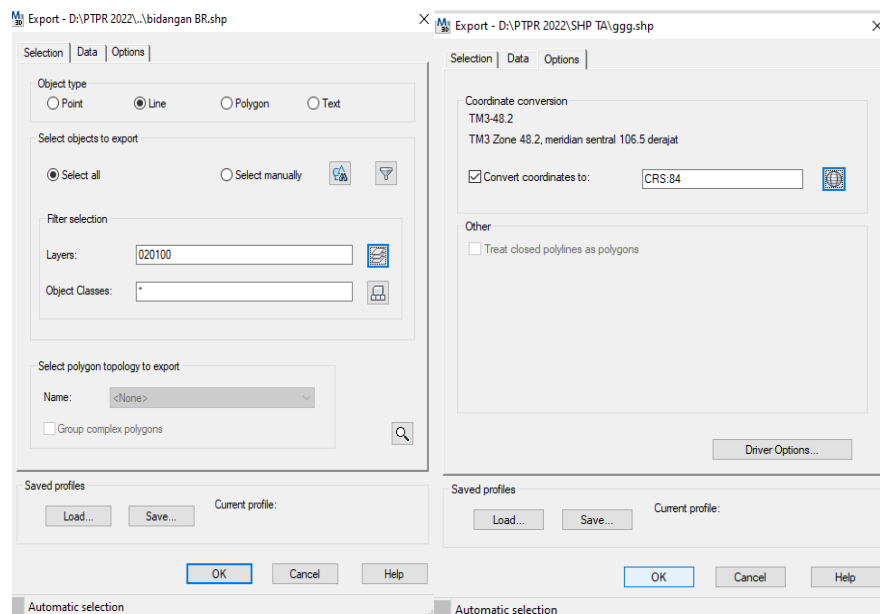 Export - D:\PTPR 2022\..\bidangan BR.shp
Selection
Data
Options
Object type
Point
Line
Polygon
Text
Select objects to export
Select all
Select manually
Filter selection
Layers:
020100
Object Classes:
*
Select polygon topology to export
Name:
<None>
Group complex polygons
Saved profiles
Current profile:
Load...
Save...
OK
Cancel
Help
Automatic selection
Export - D:\PTPR 2022\SHP TA\ggg.shp
Selection
Data
Options
Coordinate conversion
TM3-48.2
TM3 Zone 48.2, meridian sentral 106.5 derajat
Convert coordinates to:
CRS:84
Other
Treat closed polylines as polygons
Driver Options...
Saved profiles
Current profile:
Load...
Save...
OK
Cancel
Help
Automatic selection